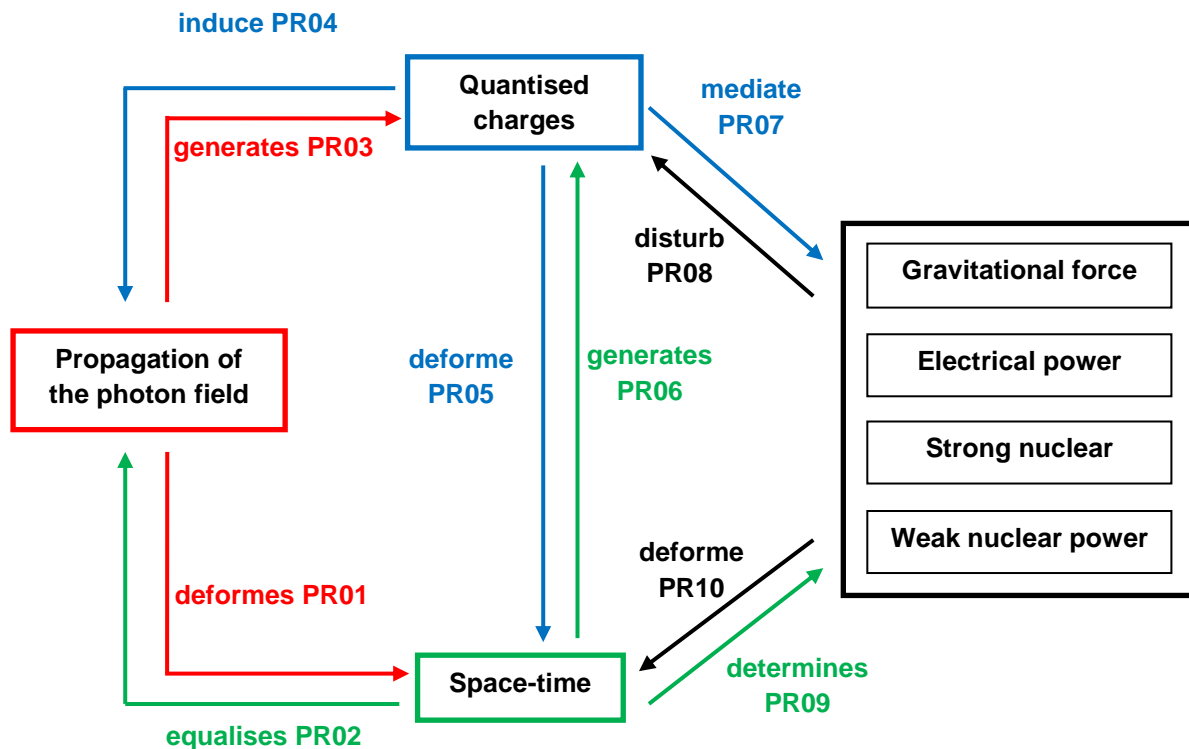 induce PR04
Quantised
charges
mediate
PR07
generates PR03
disturb
PR08
Gravitational force
Propagation of
the photon field
deforme
PR05
generates
PR06
Electrical power
Strong nuclear
Weak nuclear power
deforme
PR10
deformes PR01
Space-time
determines
PR09
equalises PR02